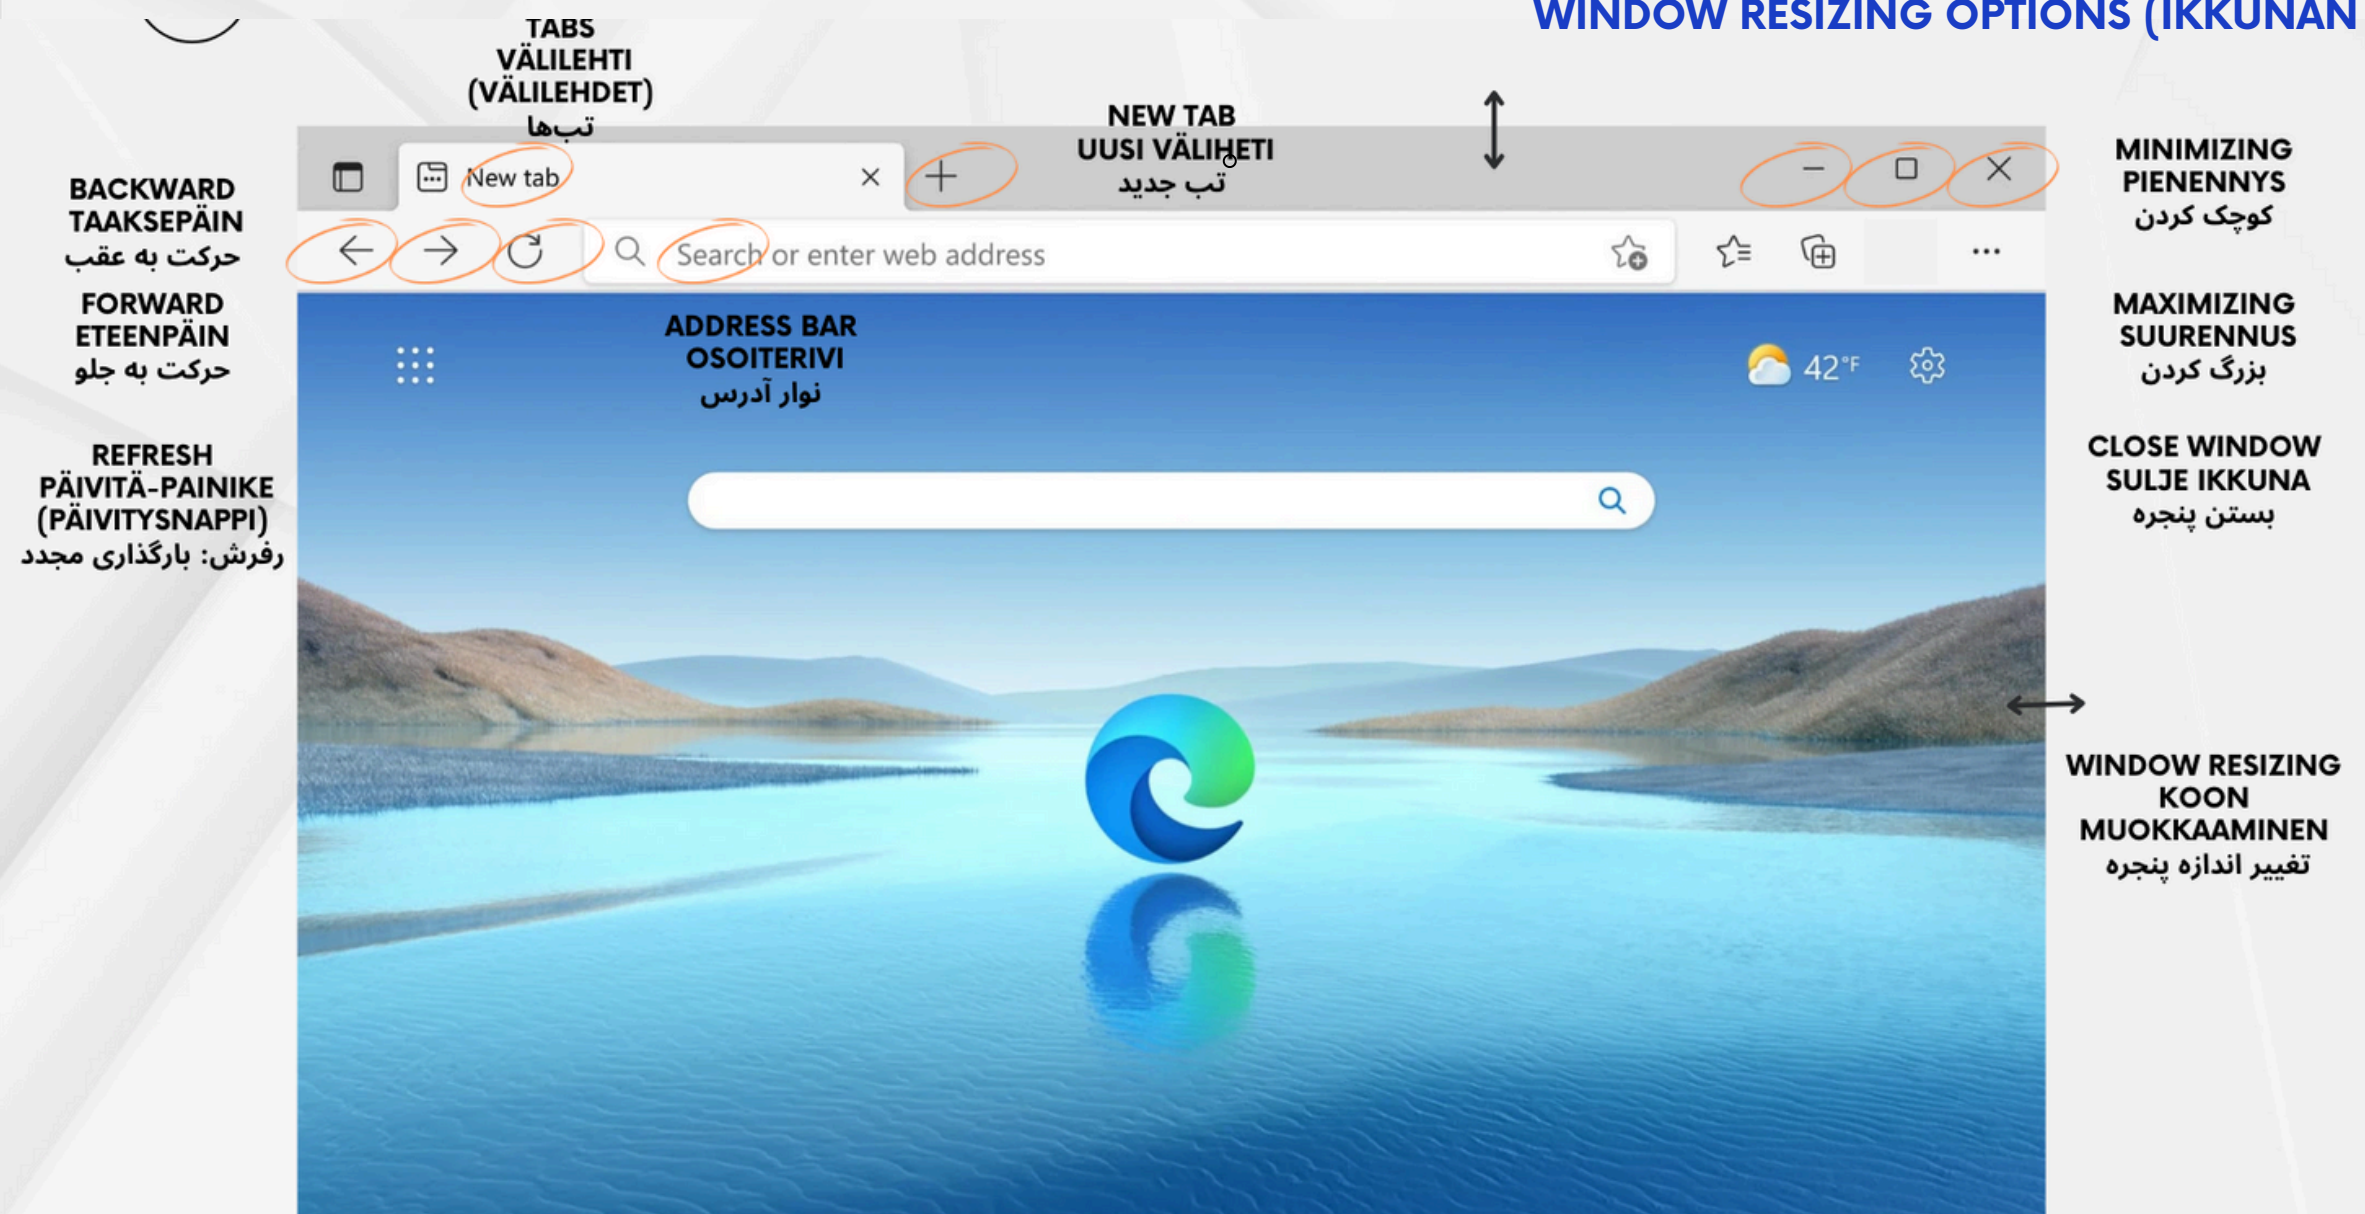 WINDOW RESIZING OPTIONS (IKKUNAN
TABS
VÄLILEHTI
(VÄLILEHDET)
تب‌ها
NEW TAB
UUSI VÄLIHETI
تب جدید
BACKWARD
TAAKSEPÄIN
حرکت به عقب
FORWARD
ETEENPÄIN
حرکت به جلو
REFRESH
PÄIVITÄ-PAINIKE
(PÄIVITYSNAPPI)
رفرش: بارگذاری مجدد
New tab
Search or enter web address
ADDRESS BAR
OSOITERIVI
نوار آدرس
42°F
MINIMIZING
PIENENNYS
کوچک کردن
MAXIMIZING
SUURENNUS
بزرگ کردن
CLOSE WINDOW
SULJE IKKUNA
بستن پنجره
WINDOW RESIZING
KOON
MUOKKAAMINEN
تغییر اندازه پنجره